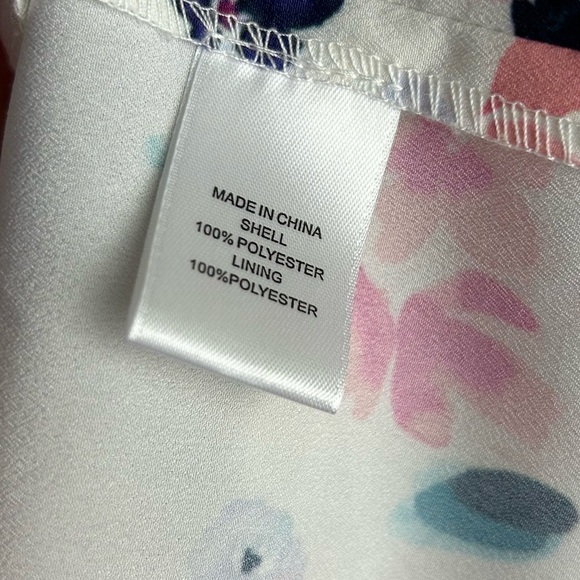 MADE IN CHINA
SHELL
100% POLYESTER
LINING
100%POLYESTER